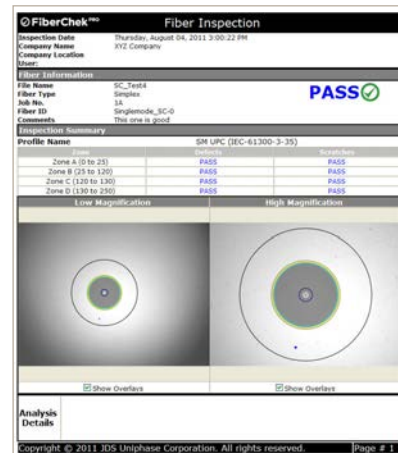 FiberChek PRO Fiber Inspection
Inspection Date Thursday, August 04, 2011 3:00:22 PM
Company Name XYZ Company
Company Location
User:
Fiber Information
File Name SC_Test4
Fiber Type Simplex
Job No. 1A
Fiber ID Singlemode_SC-0
Comments This one is good
PASS
Inspection Summary
Profile Name SM UPC (IEC-61300-3-35)
Zone Defects Scratches
Zone A (0 to 25) PASS PASS
Zone B (25 to 120) PASS PASS
Zone C (120 to 130) PASS PASS
Zone D (130 to 250) PASS PASS
Low Magnification High Magnification
Show Overlays Show Overlays
Analysis
Details
Copyright © 2011 JDS Uniphase Corporation. All rights reserved. Page # 1